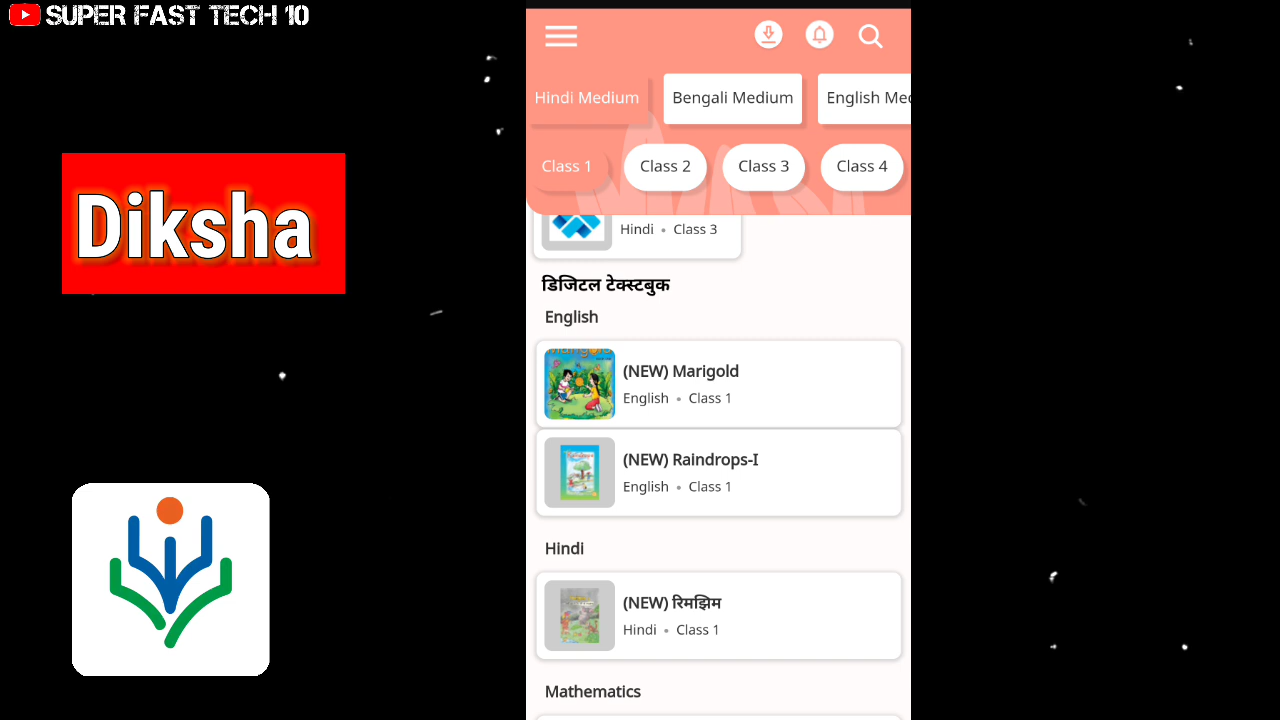 SUPER FAST TECH 10
Diksha
Hindi Medium
Bengali Medium
English Med
Class 1
Class 2
Class 3
Class 4
Hindi • Class 3
डिजिटल टेक्स्टबुक
English
(NEW) Marigold
English • Class 1
(NEW) Raindrops-I
English • Class 1
Hindi
(NEW) रिमझिम
Hindi • Class 1
Mathematics